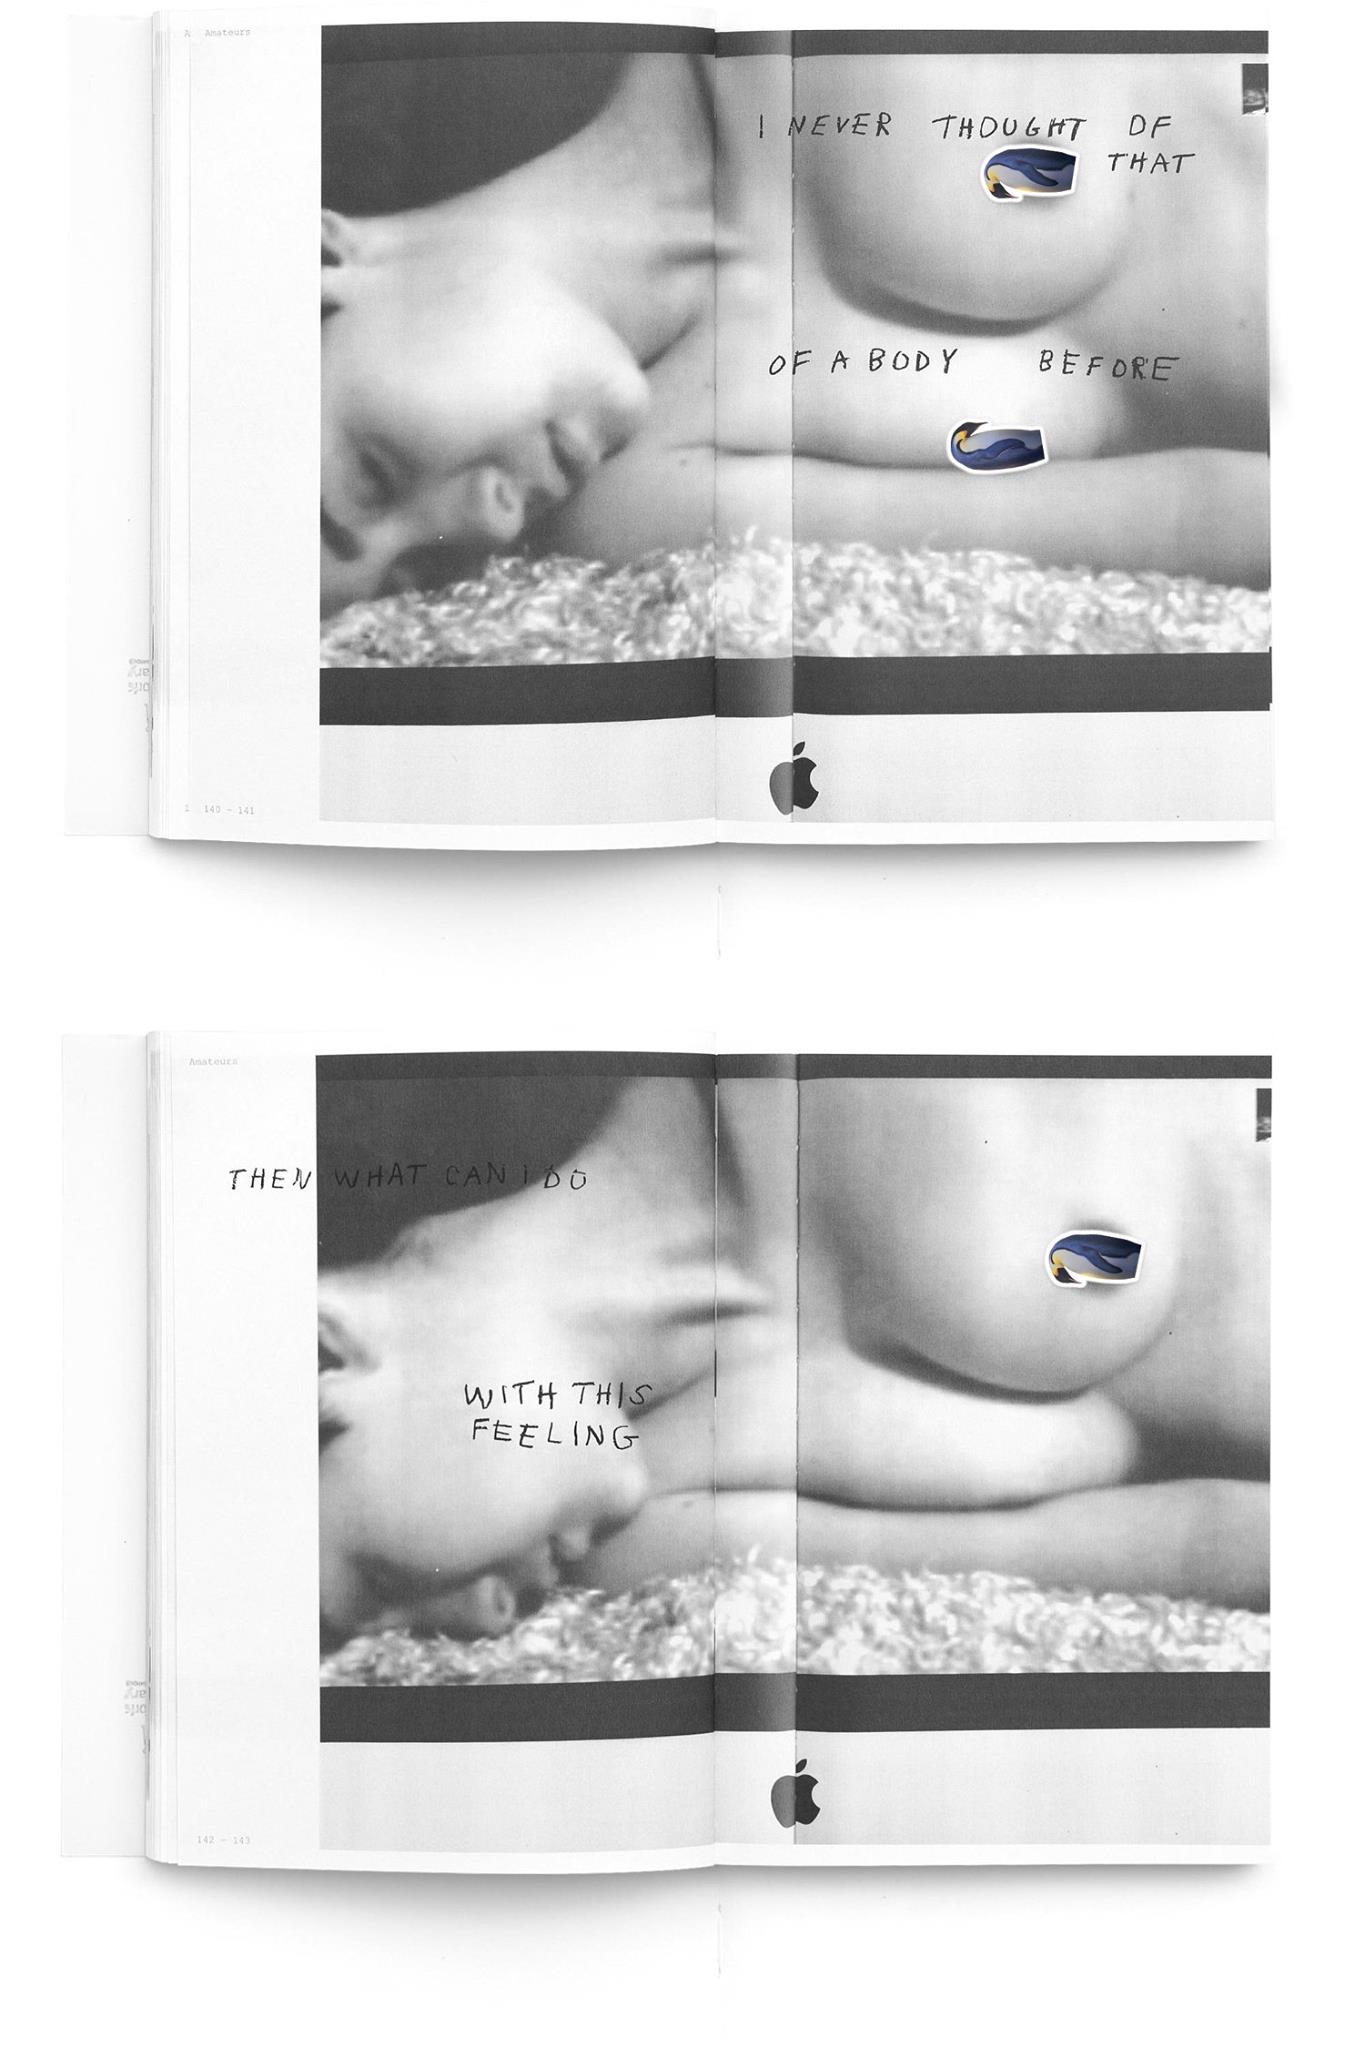 A Amateurs
I NEVER THOUGHT OF
THAT
OF A BODY BEFORE
1 140 – 141
Amateurs
THEN WHAT CAN I DO
WITH THIS
FEELING
142 – 143